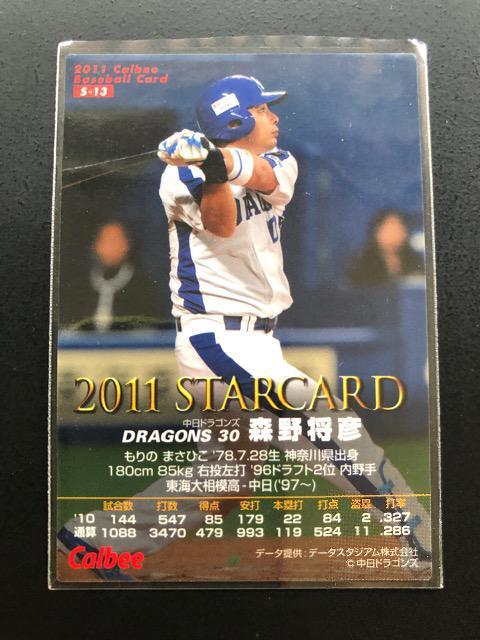 2011 Calbee
Baseball Card
S-13
2011 STARCARD
中日ドラゴンズ
DRAGONS 30 森野将彦
もりの まさひこ '78.7.28生 神奈川県出身
180cm 85kg 右投左打 '96ドラフト2位 内野手
東海大相模高-中日('97～)
試合数 打数 得点 安打 本塁打 打点 盗塁 打率
'10 144 547 85 179 22 84 2 .327
通算 1088 3470 479 993 119 524 11 .286
Calbee
データ提供:データスタジアム株式会社
© 中日ドラゴンズ